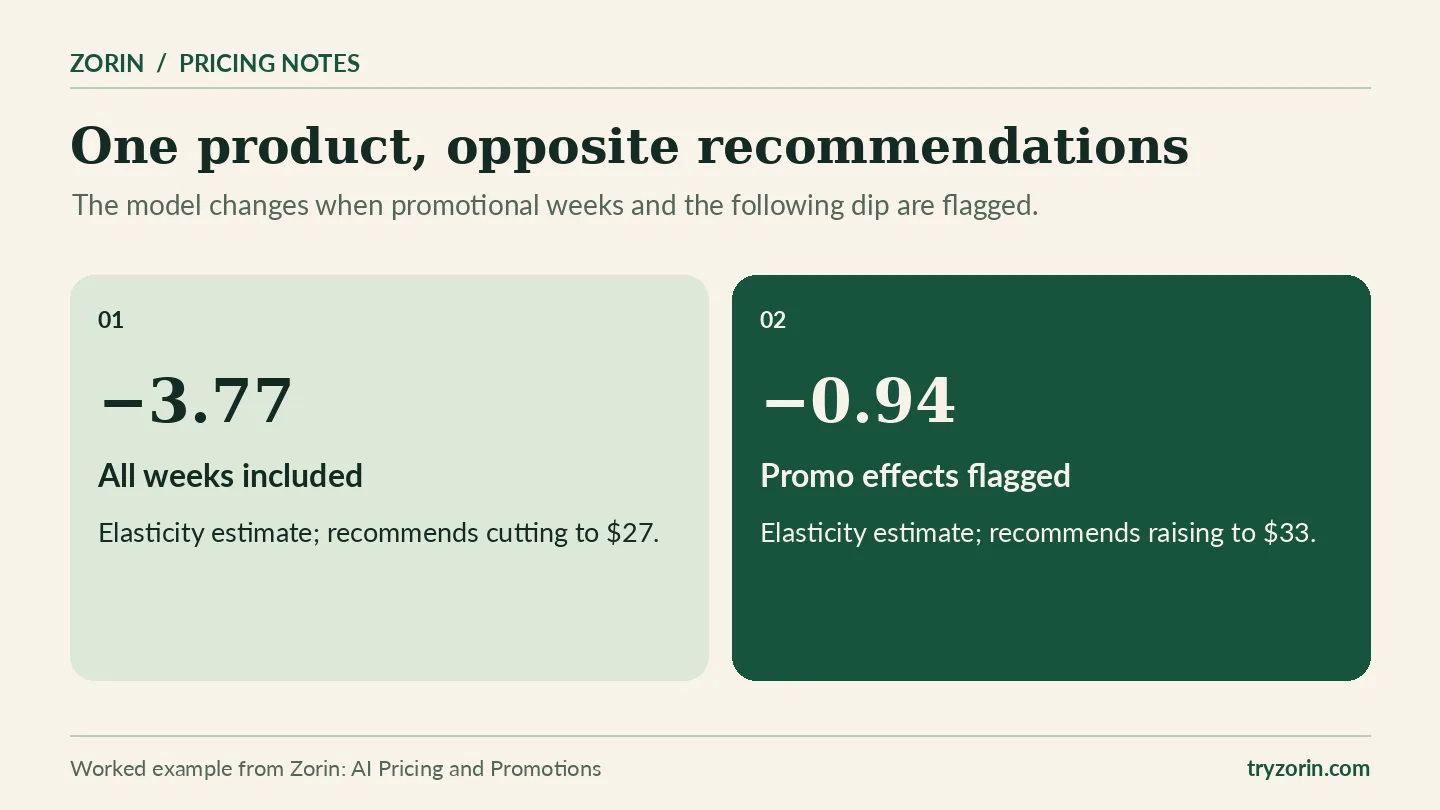 ZORIN / PRICING NOTES
One product, opposite recommendations
The model changes when promotional weeks and the following dip are flagged.
01
−3.77
All weeks included
Elasticity estimate; recommends cutting to $27.
02
−0.94
Promo effects flagged
Elasticity estimate; recommends raising to $33.
Worked example from Zorin: AI Pricing and Promotions
tryzorin.com